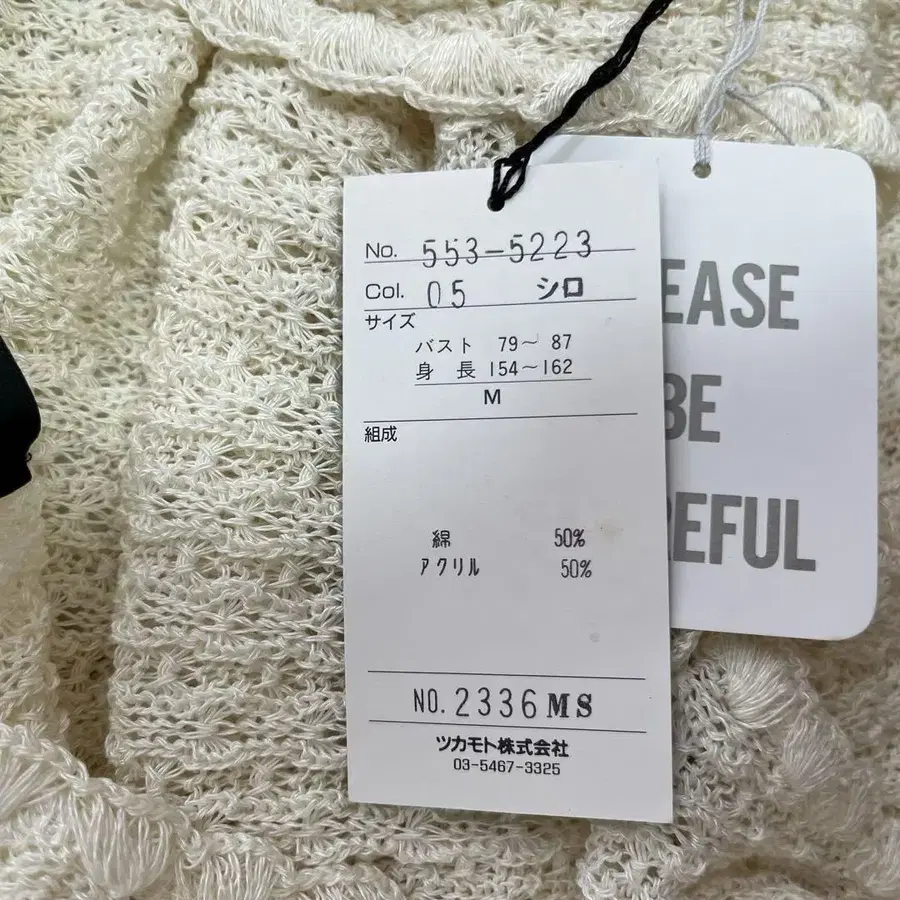 No. 553-5223
Col. 05 シロ
サイズ
バスト 79～87
身長 154～162
M
組成
綿 50%
アクリル 50%
NO. 2336MS
ツカモト株式会社
03-5467-3325
EASE
BE
EFUL